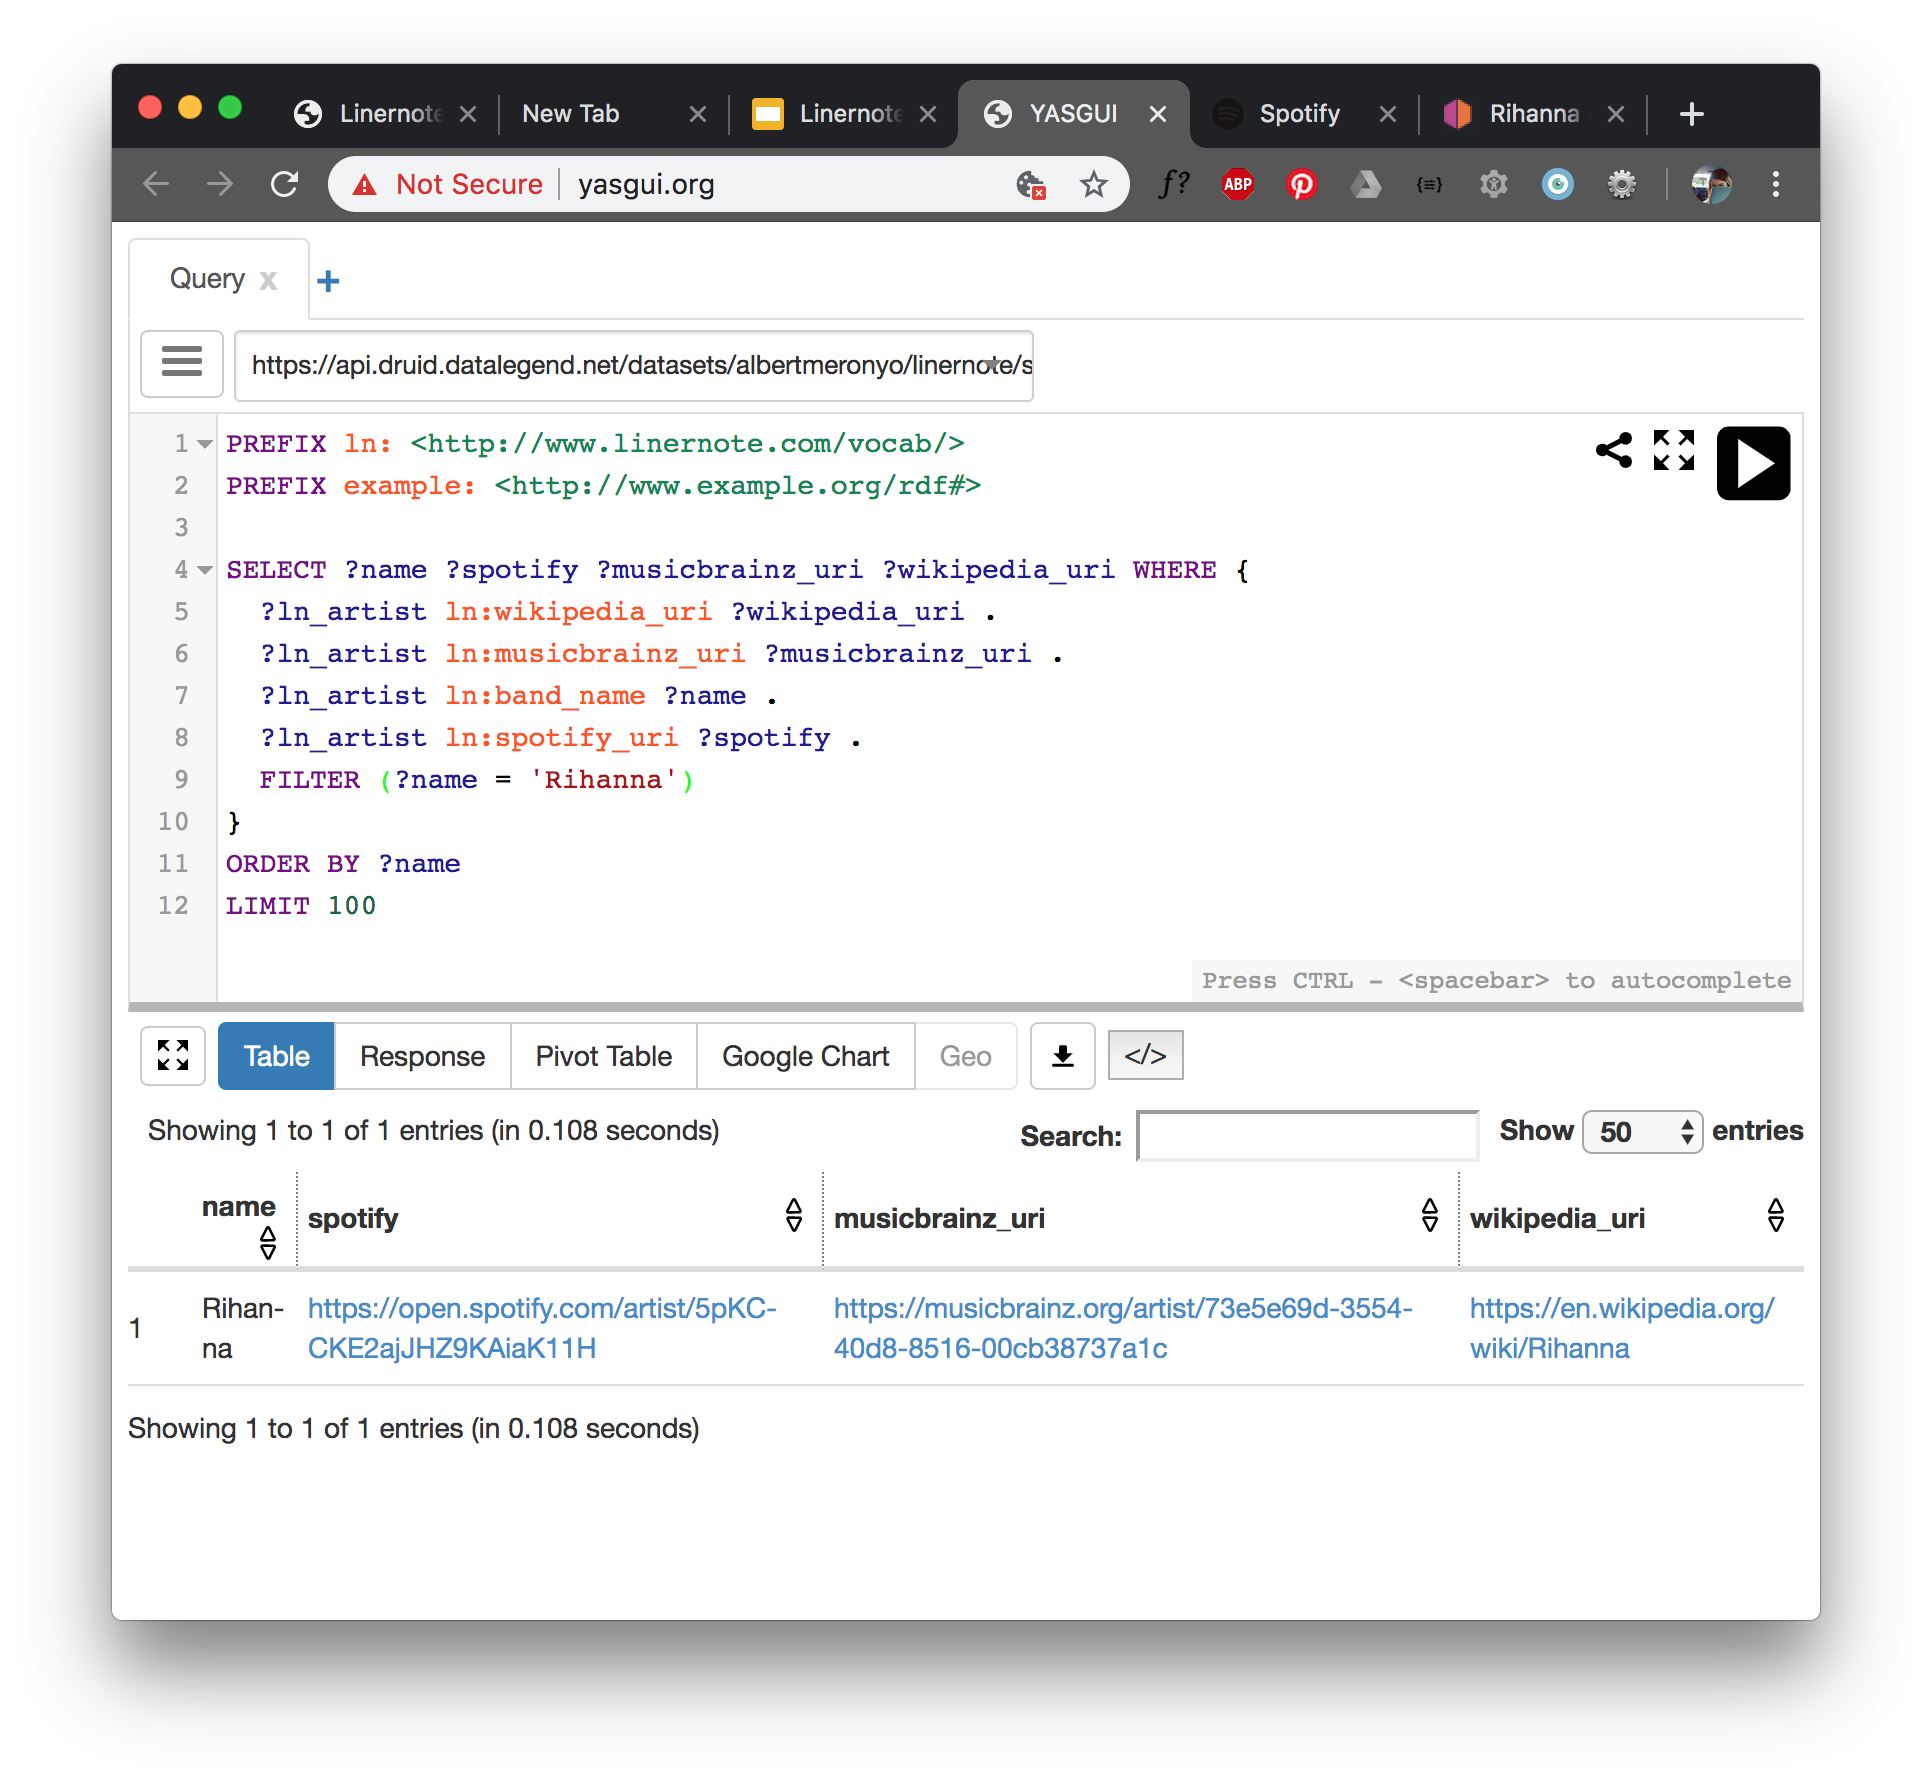 Linernote New Tab Linernote YASGUI Spotify Rihanna
Not Secure yasgui.org f? ABP
Query x +
https://api.druid.datalegend.net/datasets/albertmeronyo/linernote/s
1 PREFIX ln: <http://www.linernote.com/vocab/>
2 PREFIX example: <http://www.example.org/rdf#>
3
4 SELECT ?name ?spotify ?musicbrainz_uri ?wikipedia_uri WHERE {
5 ?ln_artist ln:wikipedia_uri ?wikipedia_uri .
6 ?ln_artist ln:musicbrainz_uri ?musicbrainz_uri .
7 ?ln_artist ln:band_name ?name .
8 ?ln_artist ln:spotify_uri ?spotify .
9 FILTER (?name = 'Rihanna')
10 }
11 ORDER BY ?name
12 LIMIT 100
Press CTRL - <spacebar> to autocomplete
Table Response Pivot Table Google Chart Geo </>
Showing 1 to 1 of 1 entries (in 0.108 seconds) Search: Show 50 entries
name spotify musicbrainz_uri wikipedia_uri
1 Rihan- https://open.spotify.com/artist/5pKC- https://musicbrainz.org/artist/73e5e69d-3554- https://en.wikipedia.org/
na CKE2ajJHZ9KAiaK11H 40d8-8516-00cb38737a1c wiki/Rihanna
Showing 1 to 1 of 1 entries (in 0.108 seconds)